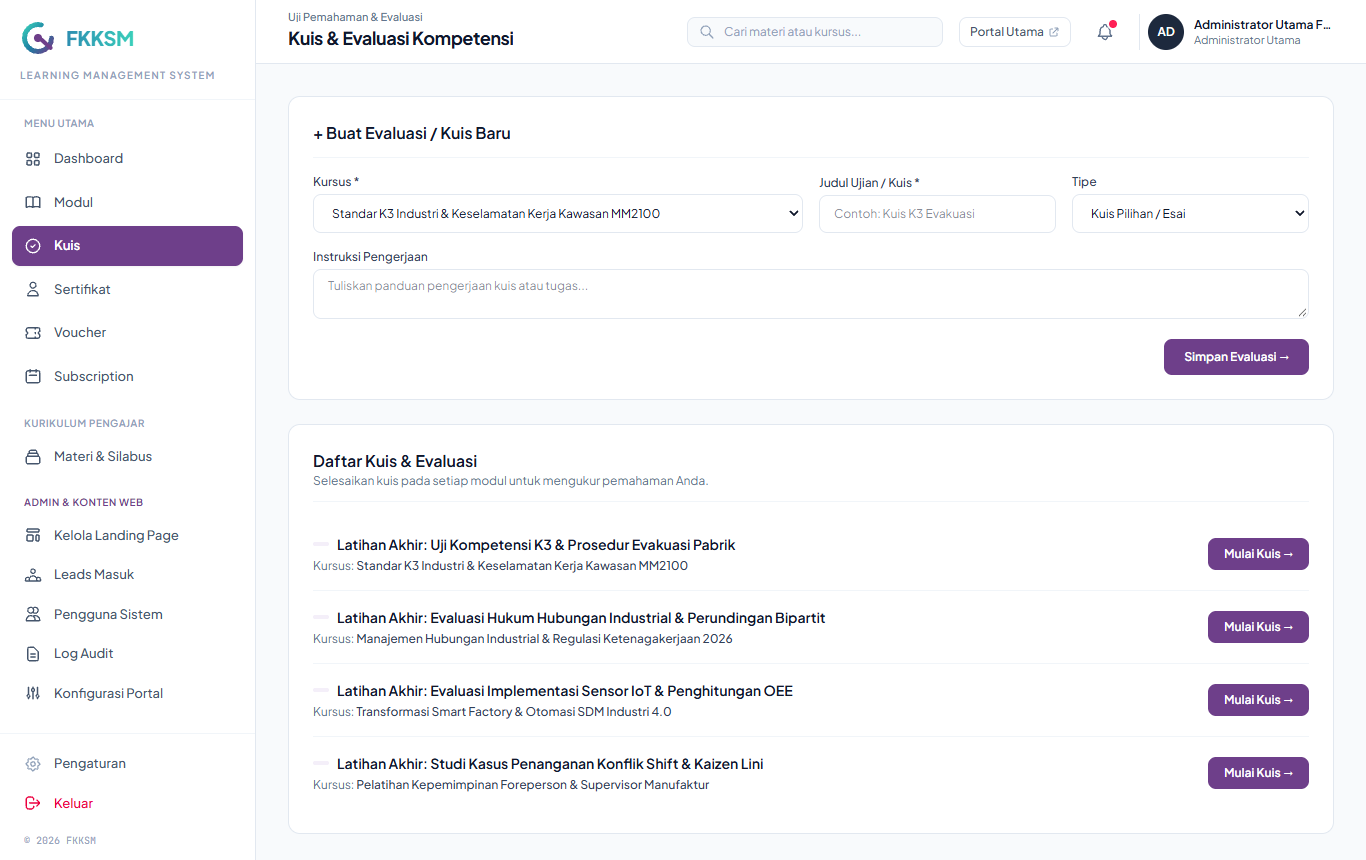 FKKSM
LEARNING MANAGEMENT SYSTEM
MENU UTAMA
Dashboard
Modul
Kuis
Sertifikat
Voucher
Subscription
KURIKULUM PENGAJAR
Materi & Silabus
ADMIN & KONTEN WEB
Kelola Landing Page
Leads Masuk
Pengguna Sistem
Log Audit
Konfigurasi Portal
Pengaturan
Keluar
© 2026 FKKSM
Uji Pemahaman & Evaluasi
Kuis & Evaluasi Kompetensi
Cari materi atau kursus...
Portal Utama
AD
Administrator Utama F...
Administrator Utama
+ Buat Evaluasi / Kuis Baru
Kursus *
Judul Ujian / Kuis *
Tipe
Standar K3 Industri & Keselamatan Kerja Kawasan MM2100
Contoh: Kuis K3 Evakuasi
Kuis Pilihan / Esai
Instruksi Pengerjaan
Tuliskan panduan pengerjaan kuis atau tugas...
Simpan Evaluasi →
Daftar Kuis & Evaluasi
Selesaikan kuis pada setiap modul untuk mengukur pemahaman Anda.
Latihan Akhir: Uji Kompetensi K3 & Prosedur Evakuasi Pabrik
Kursus: Standar K3 Industri & Keselamatan Kerja Kawasan MM2100
Mulai Kuis →
Latihan Akhir: Evaluasi Hukum Hubungan Industrial & Perundingan Bipartit
Kursus: Manajemen Hubungan Industrial & Regulasi Ketenagakerjaan 2026
Mulai Kuis →
Latihan Akhir: Evaluasi Implementasi Sensor IoT & Penghitungan OEE
Kursus: Transformasi Smart Factory & Otomasi SDM Industri 4.0
Mulai Kuis →
Latihan Akhir: Studi Kasus Penanganan Konflik Shift & Kaizen Lini
Kursus: Pelatihan Kepemimpinan Foreperson & Supervisor Manufaktur
Mulai Kuis →